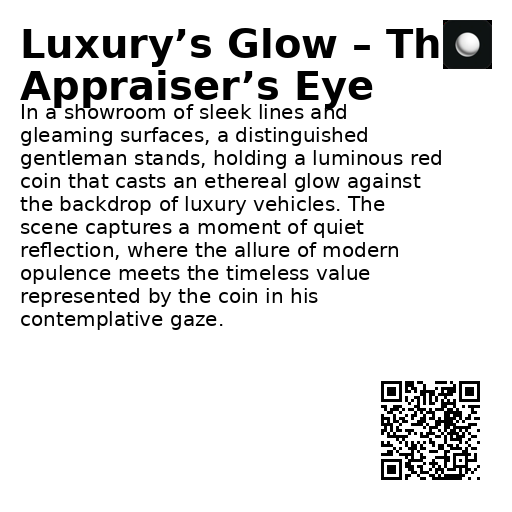 Luxury’s Glow – Th
Appraiser’s Eye
In a showroom of sleek lines and
gleaming surfaces, a distinguished
gentleman stands, holding a luminous red
coin that casts an ethereal glow against
the backdrop of luxury vehicles. The
scene captures a moment of quiet
reflection, where the allure of modern
opulence meets the timeless value
represented by the coin in his
contemplative gaze.